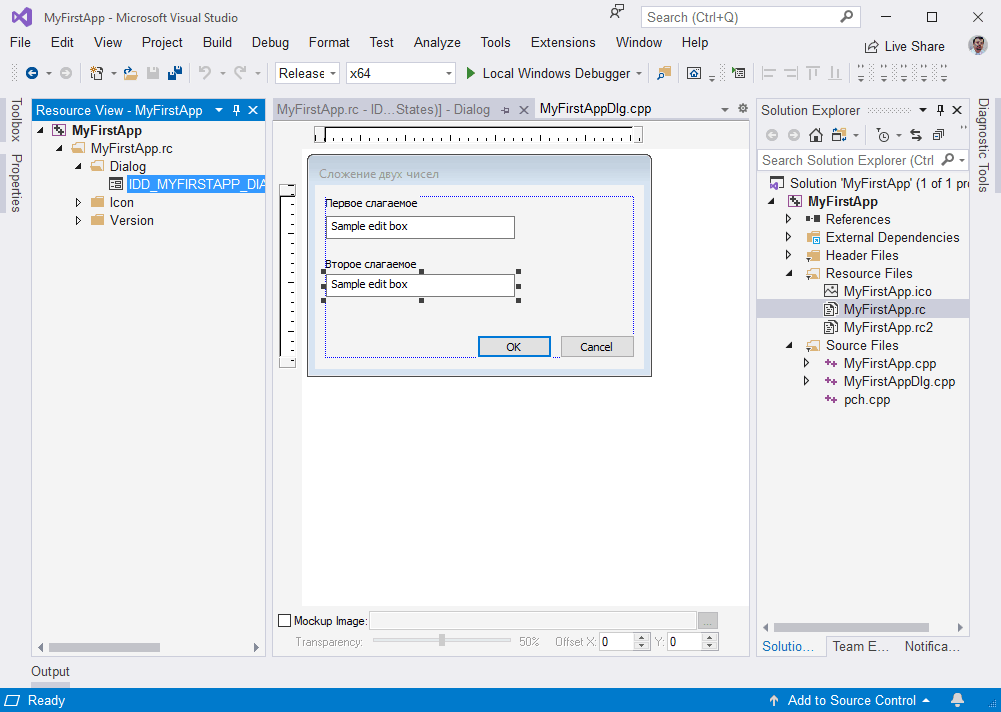 MyFirstApp - Microsoft Visual Studio
Search (Ctrl+Q)
File Edit View Project Build Debug Format Test Analyze Tools Extensions Window Help
Live Share
Release x64 Local Windows Debugger
Toolbox
Properties
Resource View - MyFirstApp
MyFirstApp
MyFirstApp.rc
Dialog
IDD_MYFIRSTAPP_DIA
Icon
Version
MyFirstApp.rc - ID...States)] - Dialog
MyFirstAppDlg.cpp
Сложение двух чисел
Первое слагаемое
Sample edit box
Второе слагаемое
Sample edit box
OK
Cancel
Mockup Image:
...
Transparency: 50% Offset X: 0 Y: 0
Solution Explorer
Search Solution Explorer (Ctrl
Solution 'MyFirstApp' (1 of 1 pro
MyFirstApp
References
External Dependencies
Header Files
Resource Files
MyFirstApp.ico
MyFirstApp.rc
MyFirstApp.rc2
Source Files
MyFirstApp.cpp
MyFirstAppDlg.cpp
pch.cpp
Solutio... Team E... Notifica...
Diagnostic Tools
Output
Ready
Add to Source Control